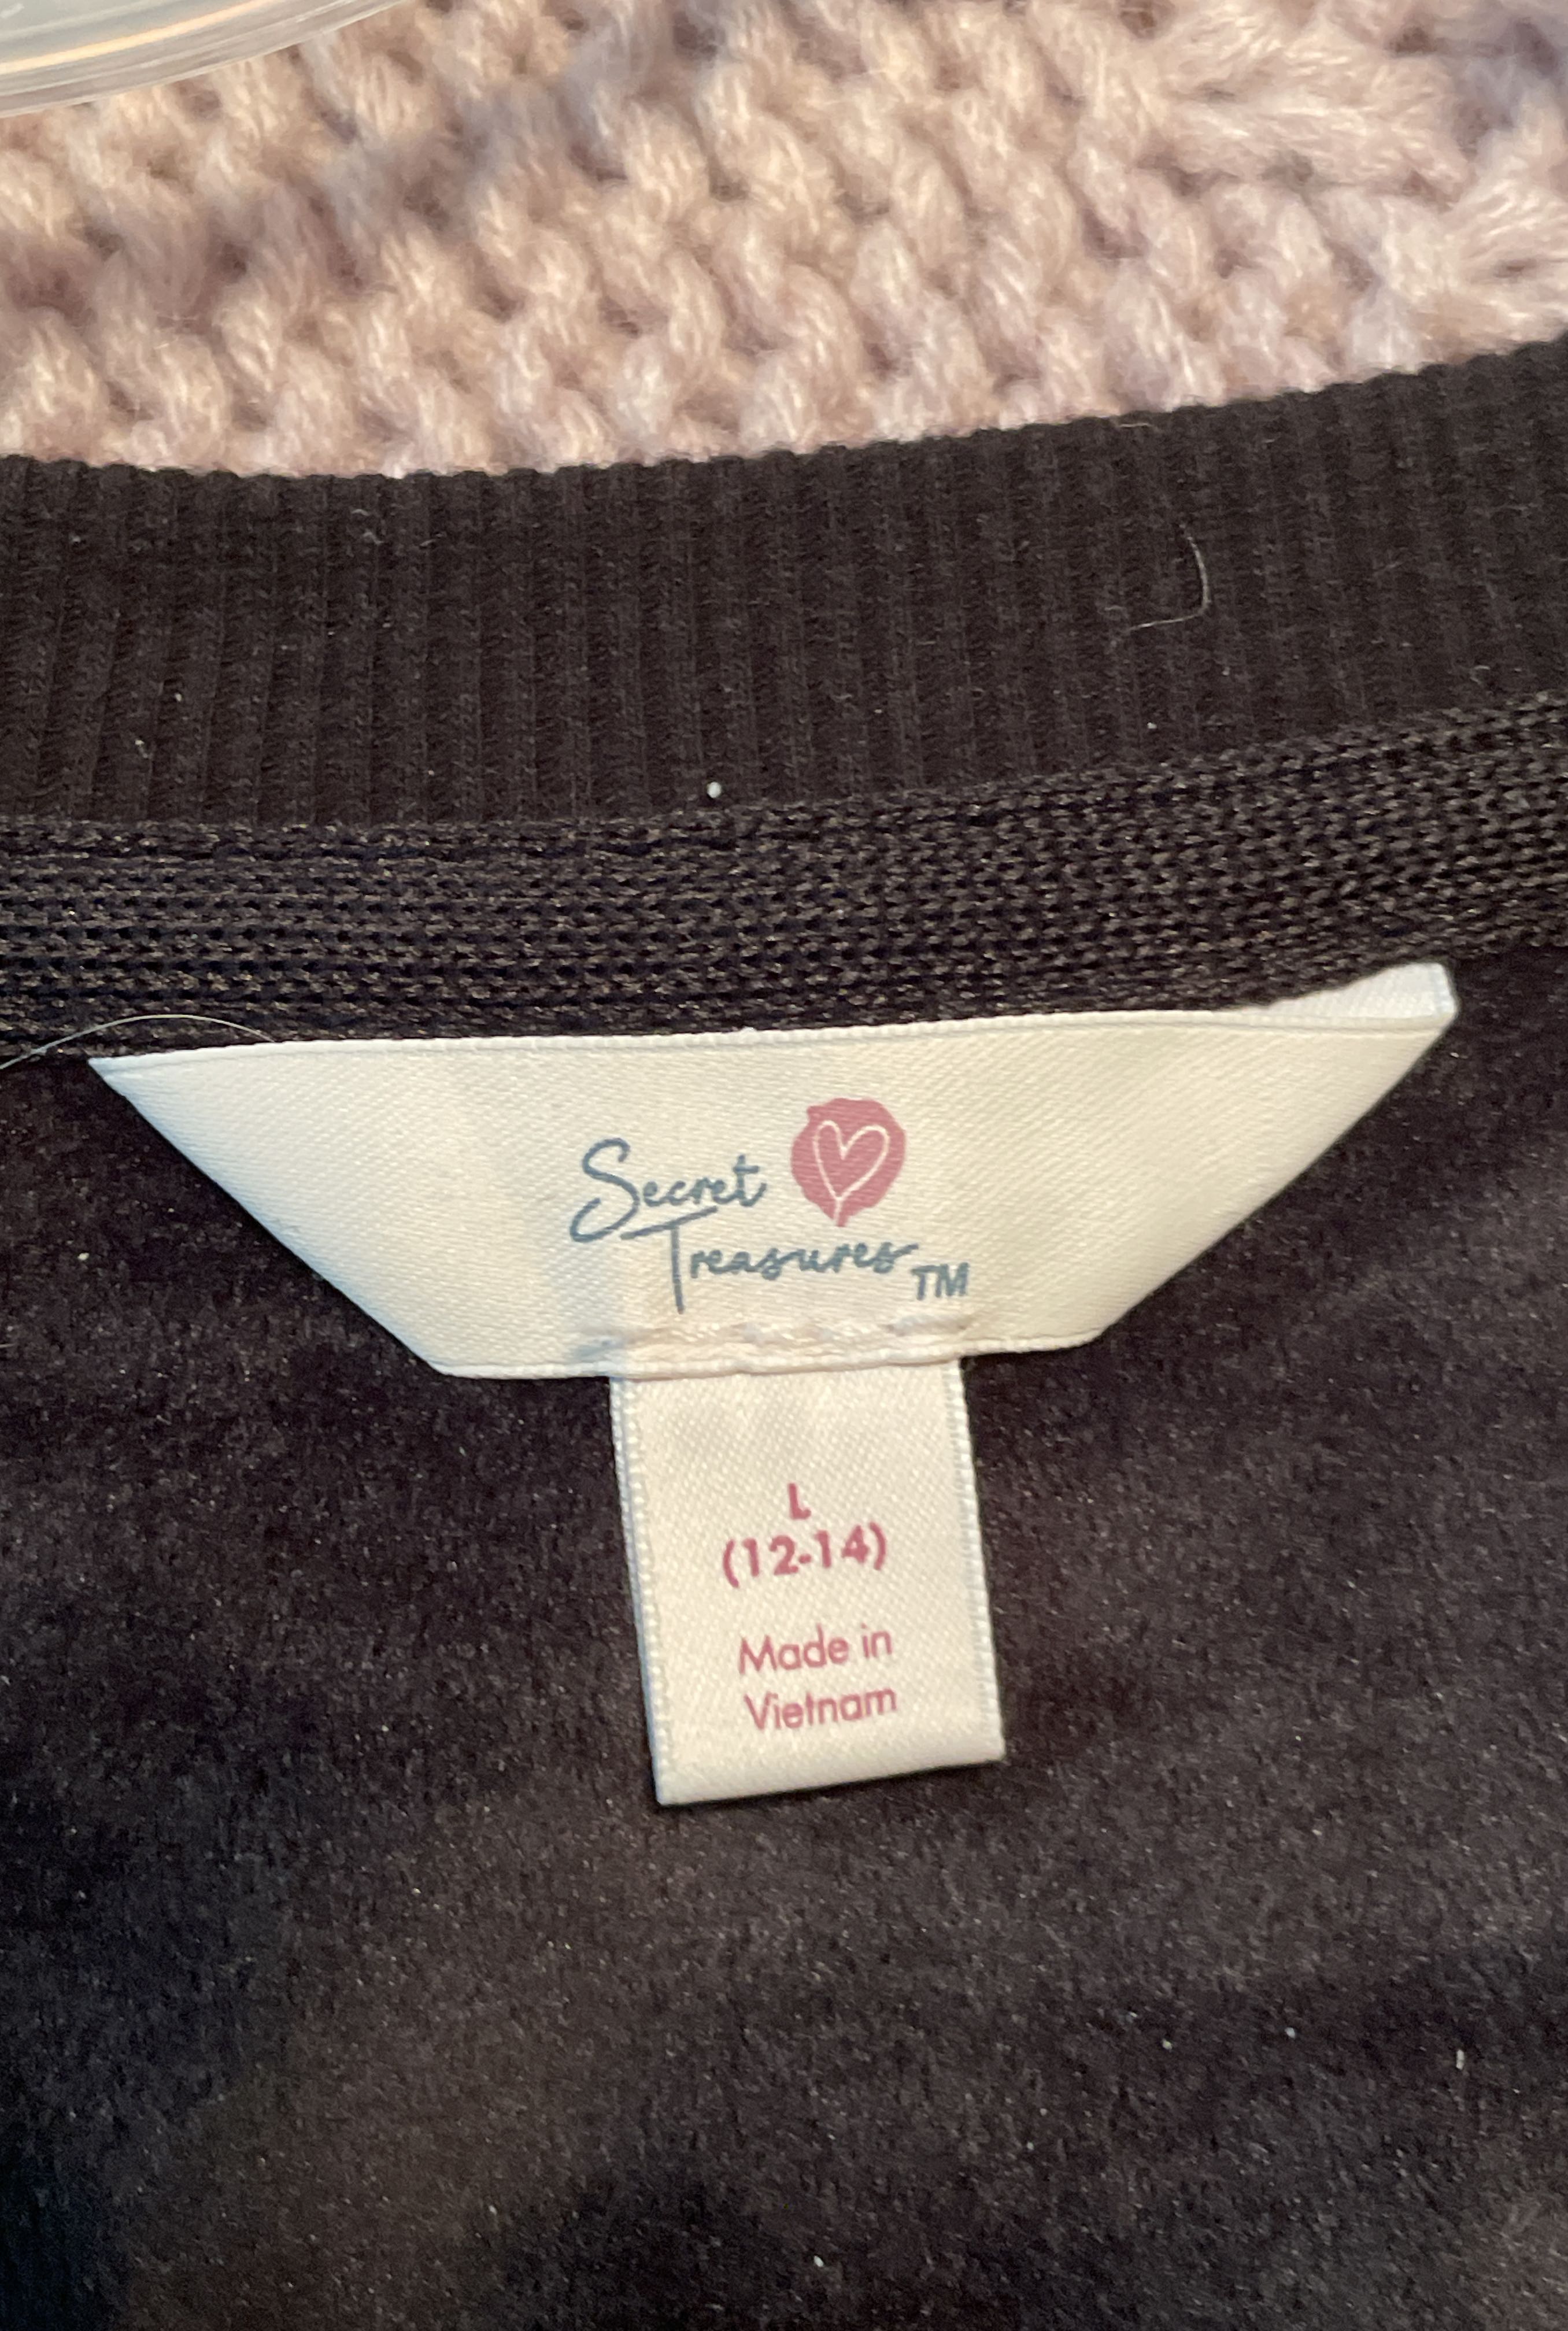 Secret
Treasures TM
L
(12-14)
Made in
Vietnam